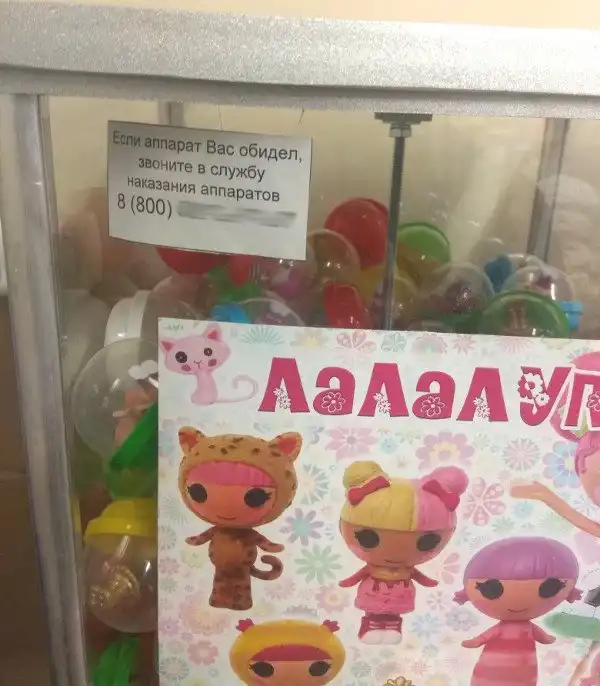 Если аппарат Вас обидел,
звоните в службу
наказания аппаратов
8 (800)
ЛаЛаЛУП